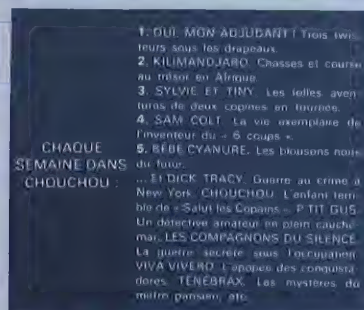 CHAQUE
SEMAINE DANS
CHOUCHOU :
1. OUI, MON ADJUDANT ! Trois twis-
teurs sous les drapeaux.
2. KILIMANDJARO. Chasses et course
au trésor en Afrique.
3. SYLVIE ET TINY. Les folles aven-
tures de deux copines en tournée.
4. SAM COLT. La vie exemplaire de
l'inventeur du « 6 coups ».
5. BÉBÉ CYANURE. Les blousons noirs
du futur.
... Et DICK TRACY. Guerre au crime à
New York. CHOUCHOU. L'enfant terri-
ble de « Salut les Copains ». P'TIT GUS.
Un détective amateur en plein cauche-
mar. LES COMPAGNONS DU SILENCE.
La guerre secrète sous l'occupation.
VIVA VIVERO. L'épopée des conquista-
dores. TENEBRAX. Les mystères du
métro parisien, etc.